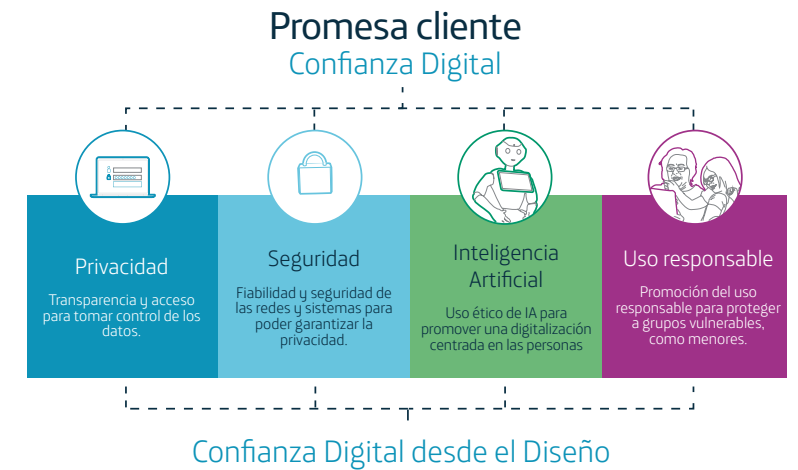 Promesa cliente
Confianza Digital
Privacidad
Transparencia y acceso
para tomar control de los
datos.
Seguridad
Fiabilidad y seguridad de
las redes y sistemas para
poder garantizar la
privacidad.
Inteligencia
Artificial
Uso ético de IA para
promover una digitalización
centrada en las personas
Uso responsable
Promoción del uso
responsable para proteger
a grupos vulnerables,
como menores.
Confianza Digital desde el Diseño